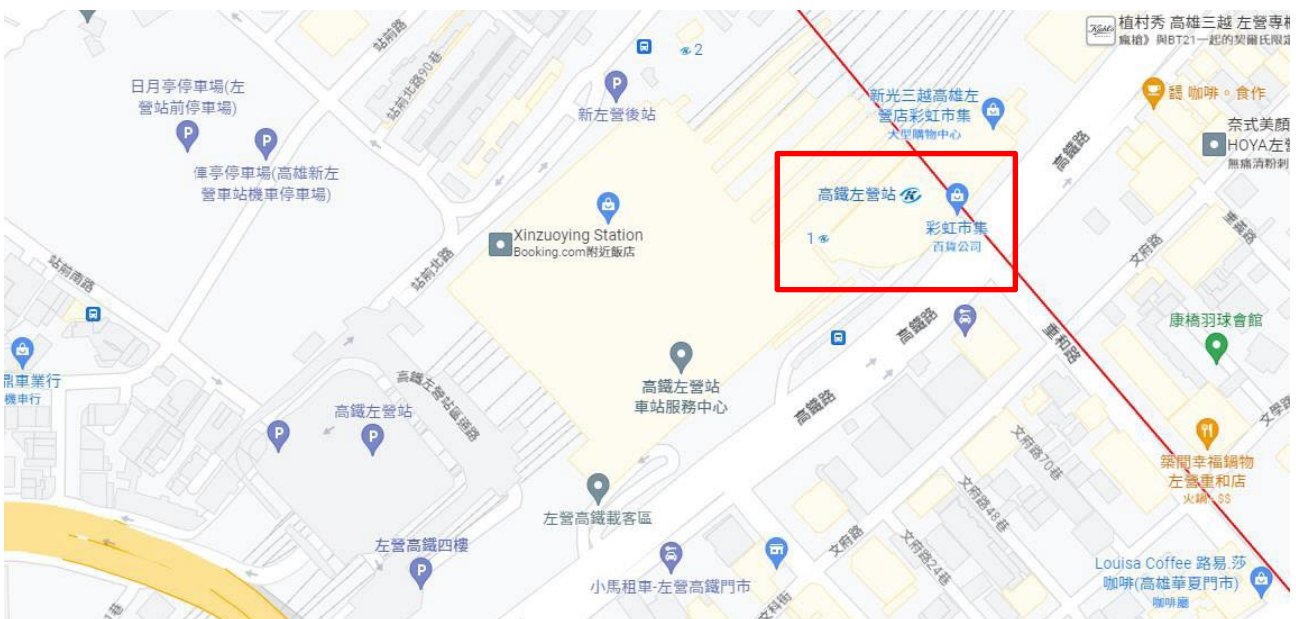 植村秀 高雄三越 左營專
瘋搶》與BT21一起的契爾氏限定
Kiehl's
站前路
站前北路90巷
2
日月亭停車場(左
營站前停車場)
新左營後站
新光三越高雄左
營店彩虹市集
大型購物中心
咖啡。食作
高鐵路
奈式美顏
HOYA左營
無痛清粉刺
俥亭停車場(高雄新左
營車站機車停車場)
高鐵左營站
彩虹市集
百貨公司
1
Xinzuoying Station
Booking.com附近飯店
重義路
文府路
站前南路
站前北路
高鐵路
重和路
康橋羽球會館
鼎車業行
機車行
高鐵左營站
車站服務中心
高鐵左營站區通路
高鐵路
高鐵左營站
文學路
文府路70巷
築間幸福鍋物
左營重和店
火鍋·$$
左營高鐵載客區
文府路48巷
左營高鐵四樓
文府路
文府路24巷
Louisa Coffee 路易.莎
咖啡(高雄華夏門市)
咖啡廳
小馬租車-左營高鐵門市
文科街